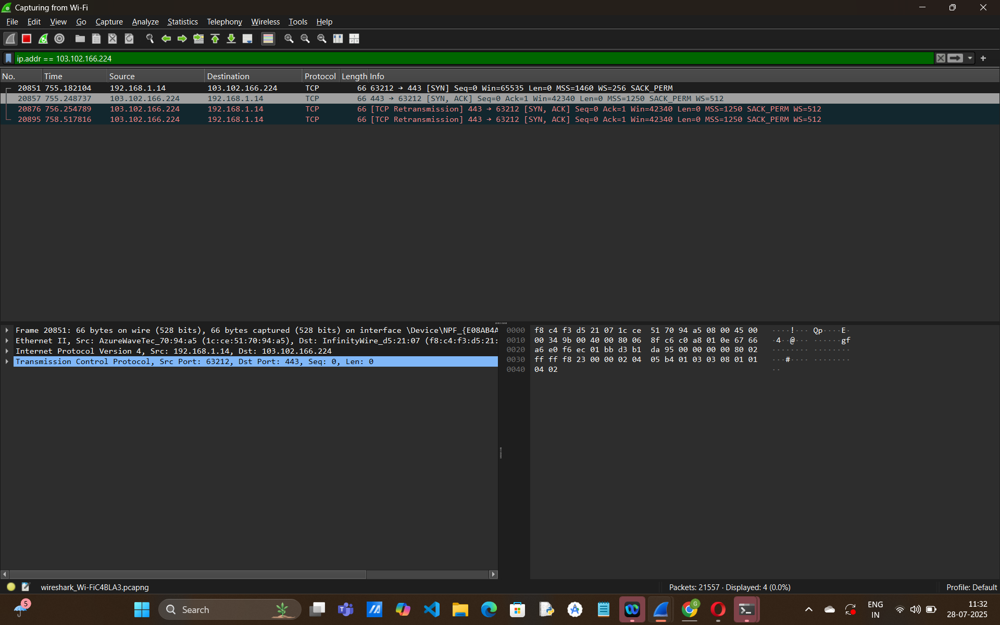 Capturing from Wi-Fi
File Edit View Go Capture Analyze Statistics Telephony Wireless Tools Help
ip.addr == 103.102.166.224
No. Time Source Destination Protocol Length Info
20851 755.182104 192.168.1.14 103.102.166.224 TCP 66 63212 → 443 [SYN] Seq=0 Win=65535 Len=0 MSS=1460 WS=256 SACK_PERM
20857 755.248737 103.102.166.224 192.168.1.14 TCP 66 443 → 63212 [SYN, ACK] Seq=0 Ack=1 Win=42340 Len=0 MSS=1250 SACK_PERM WS=512
20876 756.254789 103.102.166.224 192.168.1.14 TCP 66 [TCP Retransmission] 443 → 63212 [SYN, ACK] Seq=0 Ack=1 Win=42340 Len=0 MSS=1250 SACK_PERM WS=512
20895 758.517816 103.102.166.224 192.168.1.14 TCP 66 [TCP Retransmission] 443 → 63212 [SYN, ACK] Seq=0 Ack=1 Win=42340 Len=0 MSS=1250 SACK_PERM WS=512
Frame 20851: 66 bytes on wire (528 bits), 66 bytes captured (528 bits) on interface \Device\NPF_{E08AB4A
Ethernet II, Src: AzureWaveTec_70:94:a5 (1c:ce:51:70:94:a5), Dst: InfinityWire_d5:21:07 (f8:c4:f3:d5:21:
Internet Protocol Version 4, Src: 192.168.1.14, Dst: 103.102.166.224
Transmission Control Protocol, Src Port: 63212, Dst Port: 443, Seq: 0, Len: 0
0000 f8 c4 f3 d5 21 07 1c ce 51 70 94 a5 08 00 45 00 ····!··· Qp····E·
0010 00 34 9b 00 40 00 80 06 8f c6 c0 a8 01 0e 67 66 ·4··@··· ······gf
0020 a6 e0 f6 ec 01 bb d3 b1 da 95 00 00 00 00 80 02 ········ ········
0030 ff ff f8 23 00 00 02 04 05 b4 01 03 03 08 01 01 ···#···· ········
0040 04 02 ··
wireshark_Wi-FiC4BLA3.pcapng Packets: 21557 · Displayed: 4 (0.0%) Profile: Default
5
Search
G
ENG
IN
11:32
28-07-2025